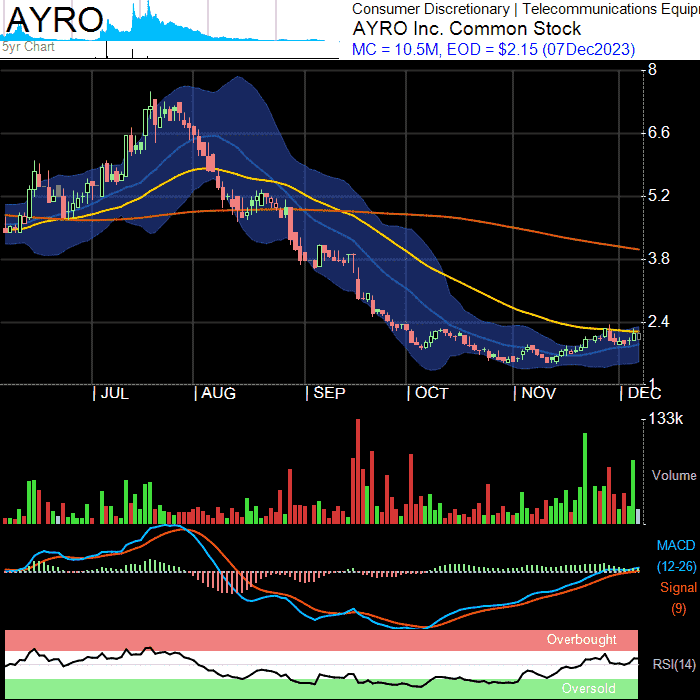 AYRO
5yr Chart
Consumer Discretionary | Telecommunications Equip
AYRO Inc. Common Stock
MC = 10.5M, EOD = $2.15 (07Dec2023)
8
6.6
5.2
3.8
2.4
1
| JUL | AUG | SEP | OCT | NOV | DEC
133k
Volume
MACD
(12-26)
Signal
(9)
Overbought
RSI(14)
Oversold